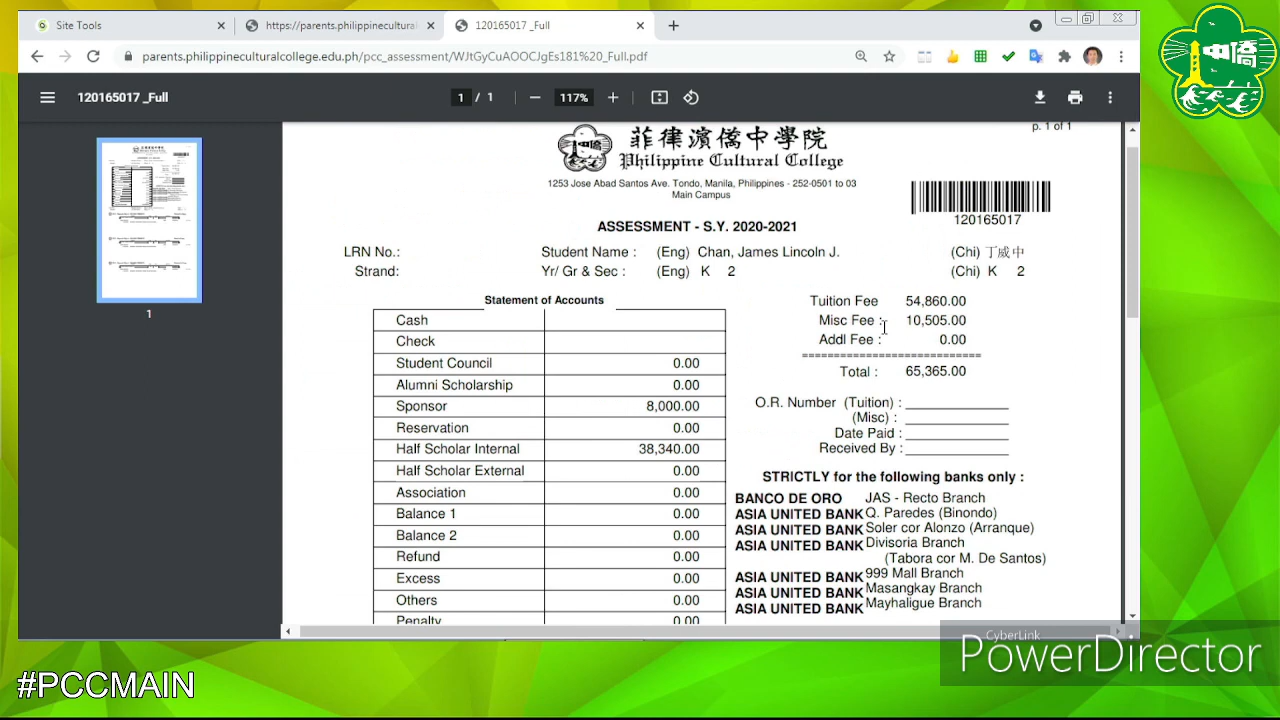 Site Tools
https://parents.philippinecultural
120165017 _Full
parents.philippineculturalcollege.edu.ph/pcc_assessment/WJtGyCuAOOCJgEs181%20_Full.pdf
120165017 _Full
1 / 1
117%
1
p. 1 of 1
菲律濱僑中學院
Philippine Cultural College
1253 Jose Abad Santos Ave. Tondo, Manila, Philippines - 252-0501 to 03
Main Campus
120165017
ASSESSMENT - S.Y. 2020-2021
LRN No.: Student Name : (Eng) Chan, James Lincoln J. (Chi) 丁威中
Strand: Yr/ Gr & Sec : (Eng) K 2 (Chi) K 2
Statement of Accounts
Cash
Check
Student Council 0.00
Alumni Scholarship 0.00
Sponsor 8,000.00
Reservation 0.00
Half Scholar Internal 38,340.00
Half Scholar External 0.00
Association 0.00
Balance 1 0.00
Balance 2 0.00
Refund 0.00
Excess 0.00
Others 0.00
Penalty 0.00
Tuition Fee 54,860.00
Misc Fee : 10,505.00
Addl Fee : 0.00
===========================
Total : 65,365.00
O.R. Number (Tuition) :
(Misc) :
Date Paid :
Received By :
STRICTLY for the following banks only :
BANCO DE ORO JAS - Recto Branch
ASIA UNITED BANK Q. Paredes (Binondo)
ASIA UNITED BANK Soler cor Alonzo (Arranque)
ASIA UNITED BANK Divisoria Branch
(Tabora cor M. De Santos)
ASIA UNITED BANK 999 Mall Branch
ASIA UNITED BANK Masangkay Branch
ASIA UNITED BANK Mayhaligue Branch
中僑
#PCCMAIN
CyberLink
PowerDirector